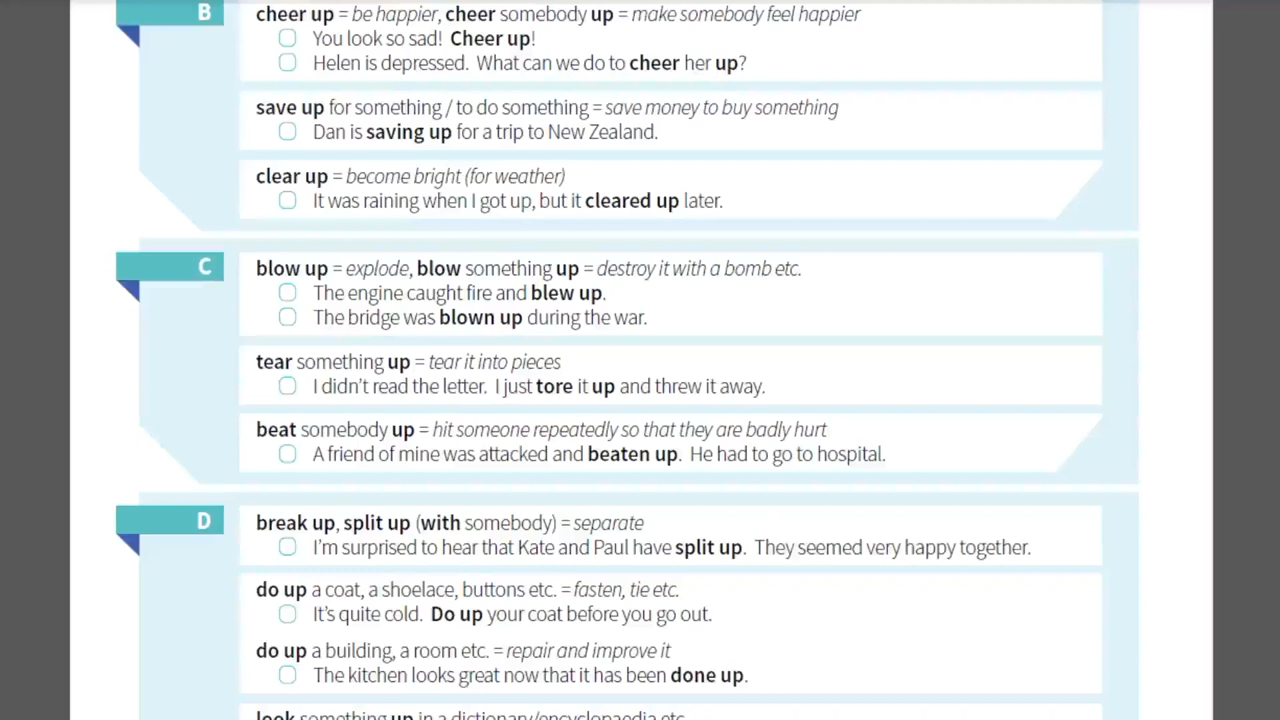 B
cheer up = be happier, cheer somebody up = make somebody feel happier
You look so sad! Cheer up!
Helen is depressed. What can we do to cheer her up?
save up for something / to do something = save money to buy something
Dan is saving up for a trip to New Zealand.
clear up = become bright (for weather)
It was raining when I got up, but it cleared up later.
C
blow up = explode, blow something up = destroy it with a bomb etc.
The engine caught fire and blew up.
The bridge was blown up during the war.
tear something up = tear it into pieces
I didn't read the letter. I just tore it up and threw it away.
beat somebody up = hit someone repeatedly so that they are badly hurt
A friend of mine was attacked and beaten up. He had to go to hospital.
D
break up, split up (with somebody) = separate
I'm surprised to hear that Kate and Paul have split up. They seemed very happy together.
do up a coat, a shoelace, buttons etc. = fasten, tie etc.
It's quite cold. Do up your coat before you go out.
do up a building, a room etc. = repair and improve it
The kitchen looks great now that it has been done up.
look something up in a dictionary/encyclopaedia etc.